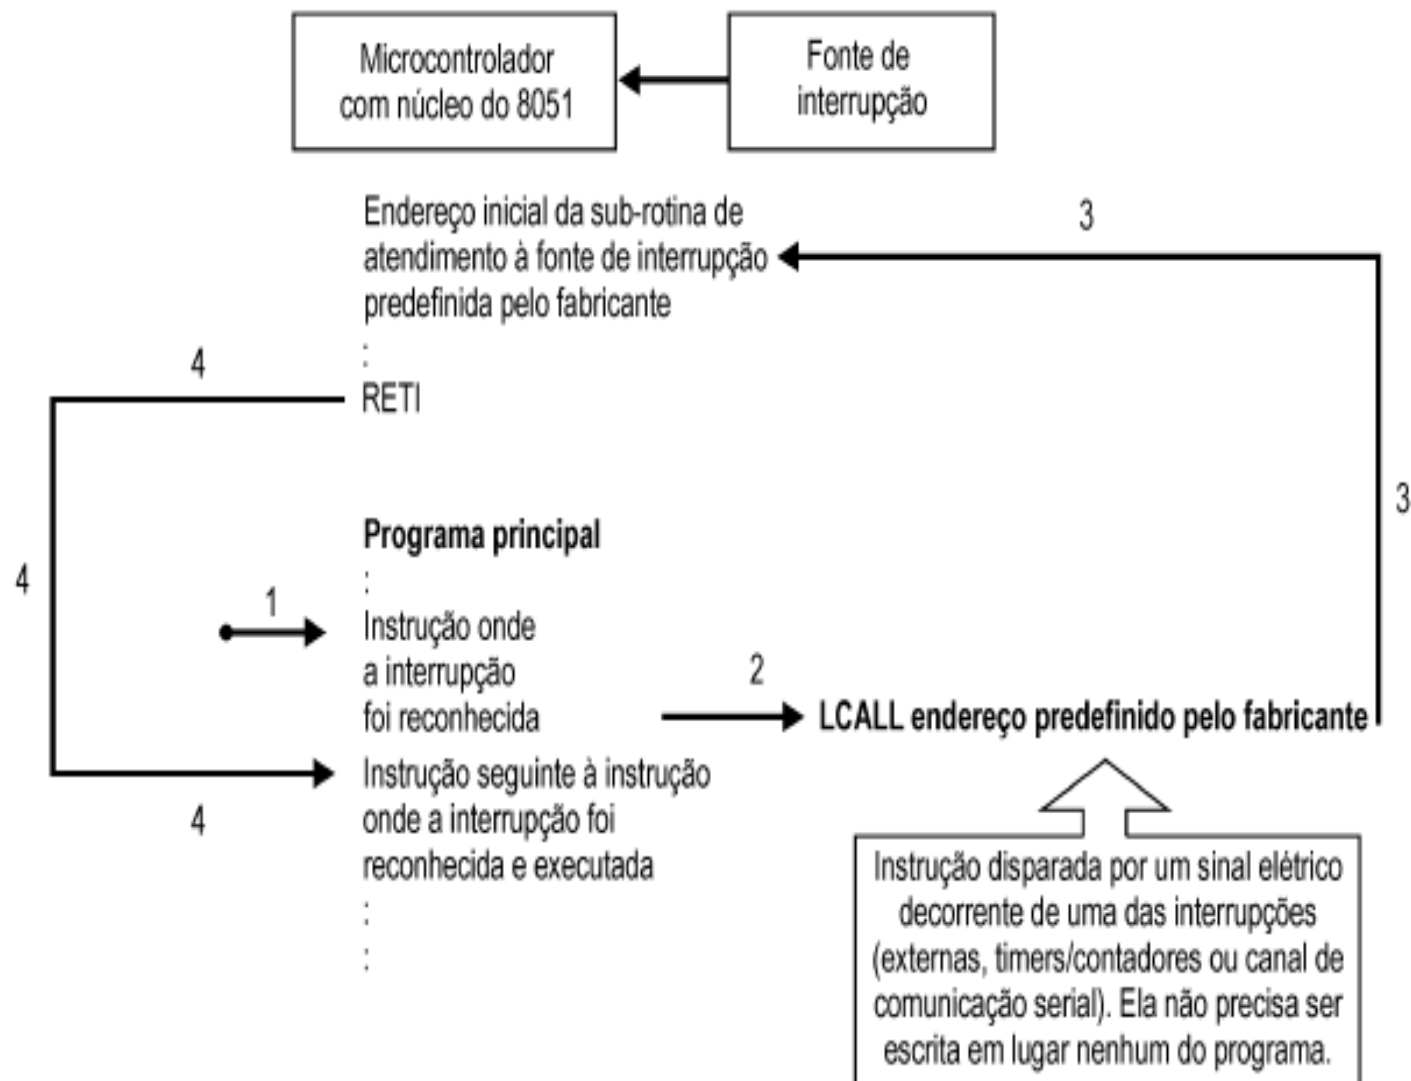 Microcontrolador
com núcleo do 8051
Fonte de
interrupção
Endereço inicial da sub-rotina de
atendimento à fonte de interrupção
predefinida pelo fabricante
:
RETI
3
3
4
4
4
Programa principal
:
1
Instrução onde
a interrupção
foi reconhecida
2
LCALL endereço predefinido pelo fabricante
Instrução seguinte à instrução
onde a interrupção foi
reconhecida e executada
:
:
Instrução disparada por um sinal elétrico
decorrente de uma das interrupções
(externas, timers/contadores ou canal de
comunicação serial). Ela não precisa ser
escrita em lugar nenhum do programa.